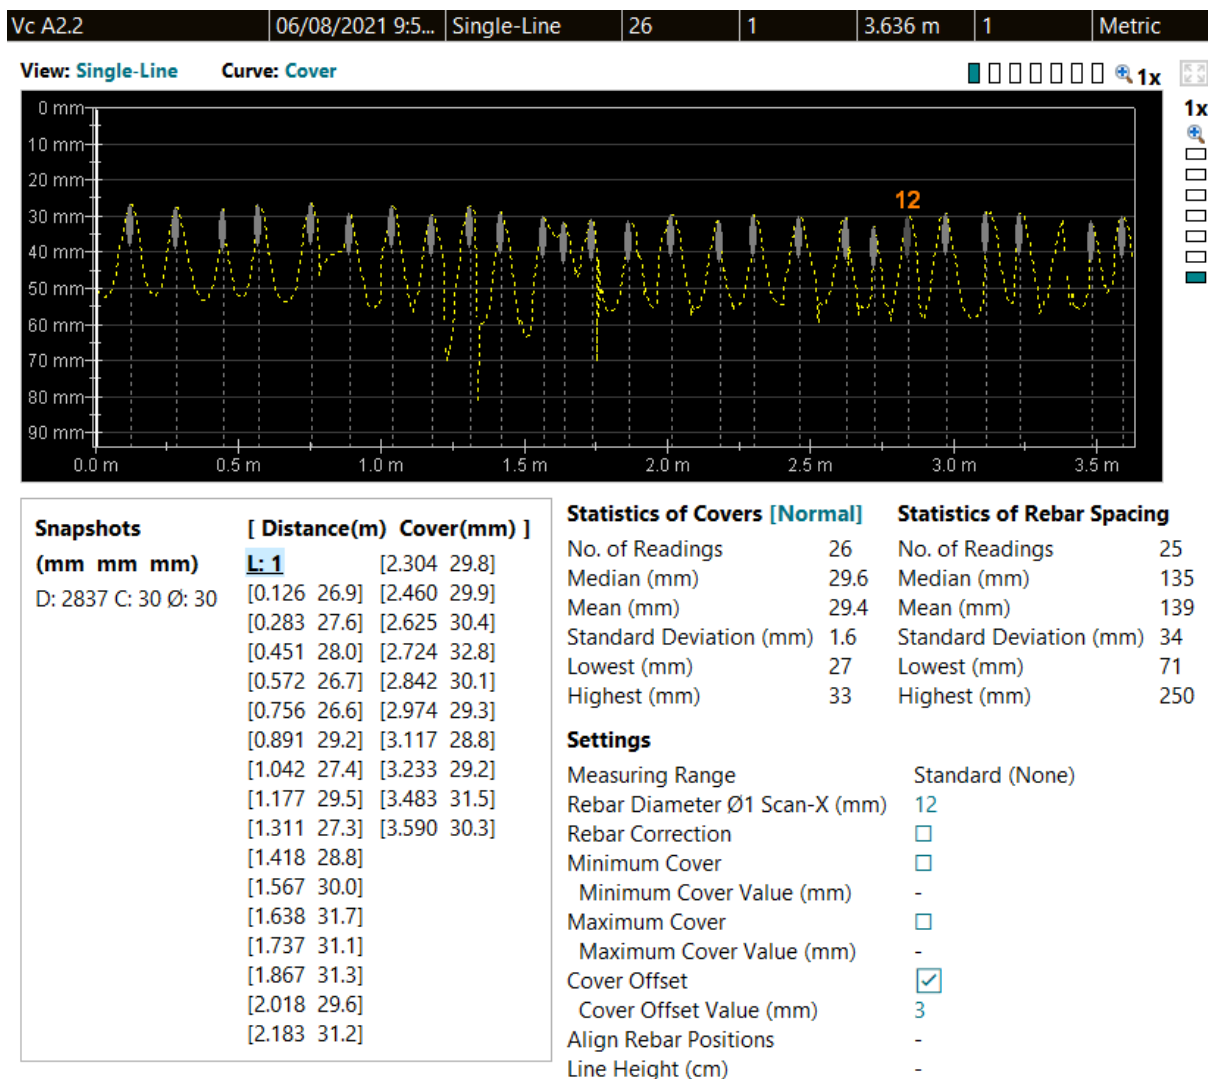 Vc A2.2 06/08/2021 9:5... Single-Line 26 1 3.636 m 1 Metric
View: Single-Line Curve: Cover 1x
1x
0 mm
10 mm
20 mm
12
30 mm
40 mm
50 mm
60 mm
70 mm
80 mm
90 mm
0.0 m 0.5 m 1.0 m 1.5 m 2.0 m 2.5 m 3.0 m 3.5 m
Snapshots
(mm mm mm)
D: 2837 C: 30 Ø: 30
[ Distance(m) Cover(mm) ]
L: 1 [2.304 29.8]
[0.126 26.9] [2.460 29.9]
[0.283 27.6] [2.625 30.4]
[0.451 28.0] [2.724 32.8]
[0.572 26.7] [2.842 30.1]
[0.756 26.6] [2.974 29.3]
[0.891 29.2] [3.117 28.8]
[1.042 27.4] [3.233 29.2]
[1.177 29.5] [3.483 31.5]
[1.311 27.3] [3.590 30.3]
[1.418 28.8]
[1.567 30.0]
[1.638 31.7]
[1.737 31.1]
[1.867 31.3]
[2.018 29.6]
[2.183 31.2]
Statistics of Covers [Normal]
No. of Readings 26
Median (mm) 29.6
Mean (mm) 29.4
Standard Deviation (mm) 1.6
Lowest (mm) 27
Highest (mm) 33
Statistics of Rebar Spacing
No. of Readings 25
Median (mm) 135
Mean (mm) 139
Standard Deviation (mm) 34
Lowest (mm) 71
Highest (mm) 250
Settings
Measuring Range Standard (None)
Rebar Diameter Ø1 Scan-X (mm) 12
Rebar Correction
Minimum Cover
Minimum Cover Value (mm) -
Maximum Cover
Maximum Cover Value (mm) -
Cover Offset
Cover Offset Value (mm) 3
Align Rebar Positions -
Line Height (cm) -